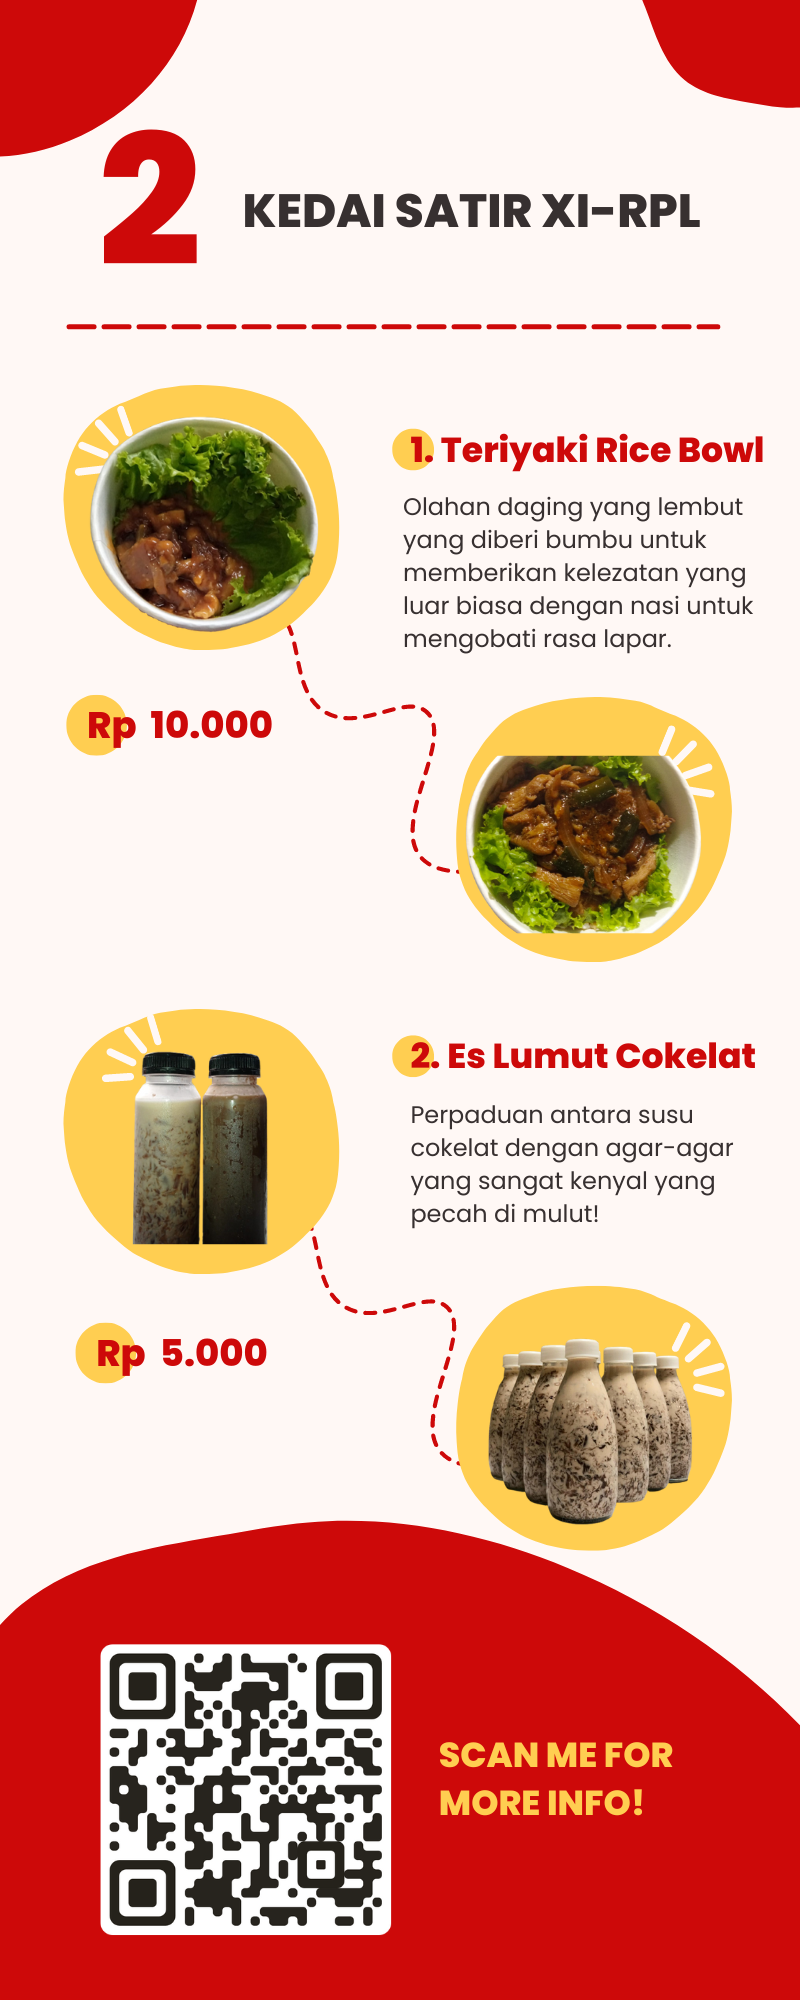 2
KEDAI SATIR XI-RPL
1. Teriyaki Rice Bowl
Olahan daging yang lembut
yang diberi bumbu untuk
memberikan kelezatan yang
luar biasa dengan nasi untuk
mengobati rasa lapar.
Rp 10.000
2. Es Lumut Cokelat
Perpaduan antara susu
cokelat dengan agar-agar
yang sangat kenyal yang
pecah di mulut!
Rp 5.000
SCAN ME FOR
MORE INFO!